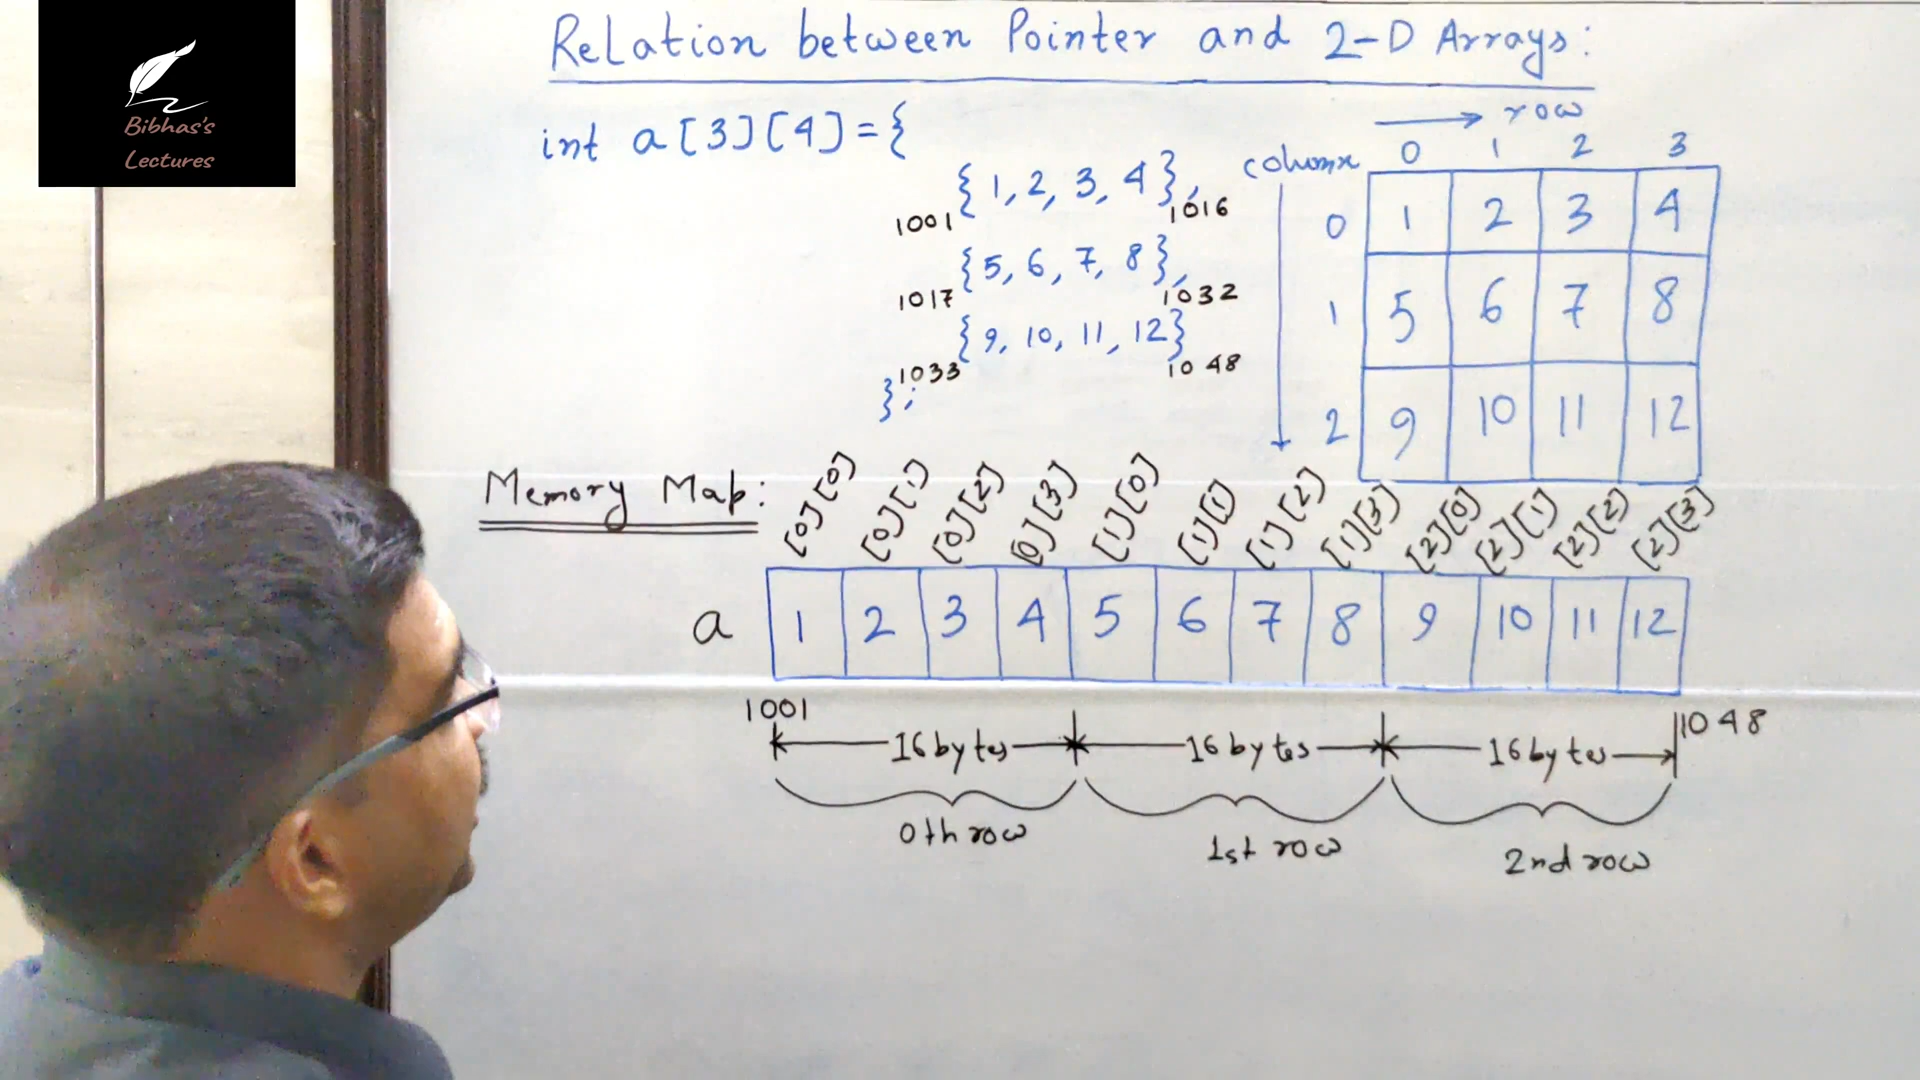 Bibhas's
Lectures
Relation between Pointer and 2-D Arrays:
int a[3][4]={
{1, 2, 3, 4},
1001 1016
{5, 6, 7, 8},
1017 1032
{9, 10, 11, 12}
1033 1048
};
row
column 0 1 2 3
0 1 2 3 4
1 5 6 7 8
2 9 10 11 12
Memory Map:
[0][0] [0][1] [0][2] [0][3] [1][0] [1][1] [1][2] [1][3] [2][0] [2][1] [2][2] [2][3]
a 1 2 3 4 5 6 7 8 9 10 11 12
1001 1048
16 bytes 16 bytes 16 bytes
0th row 1st row 2nd row